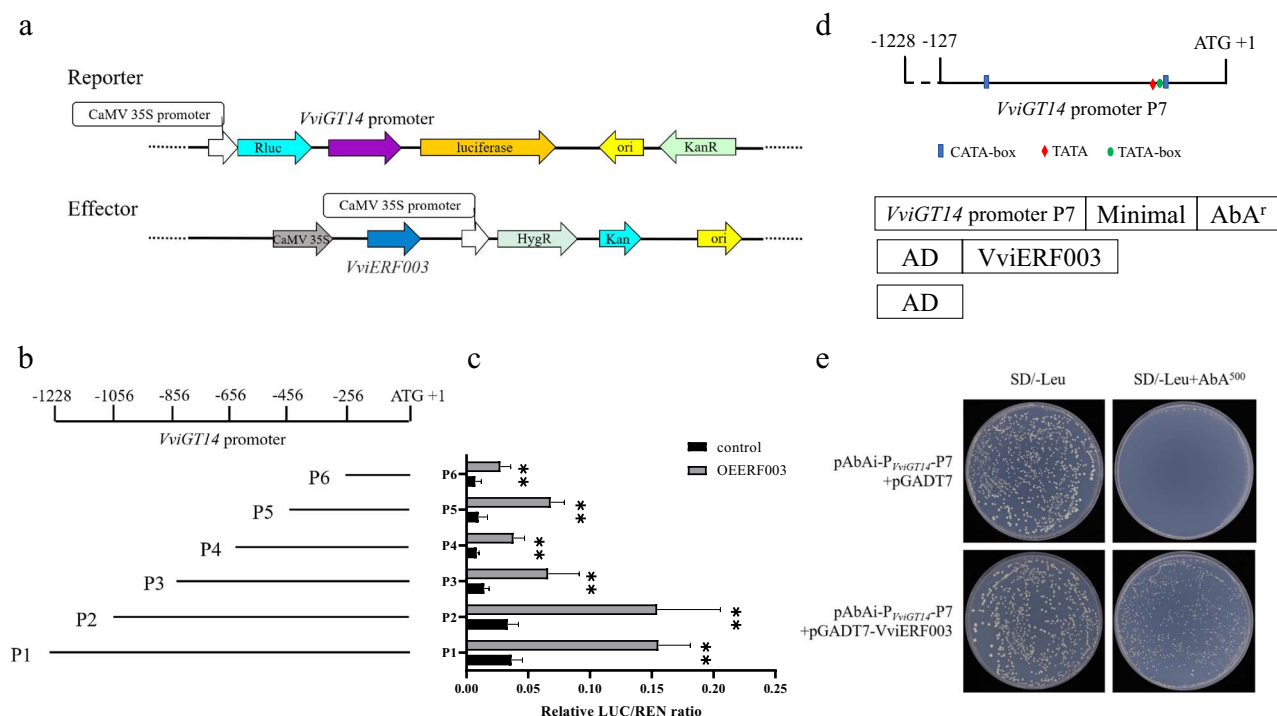 a
Reporter
CaMV 35S promoter
VviGT14 promoter
Rluc
luciferase
ori
KanR
Effector
CaMV 35S promoter
CaMV 35S
HygR
Kan
ori
VviERF003
b
-1228 -1056 -856 -656 -456 -256 ATG +1
VviGT14 promoter
P6
P5
P4
P3
P2
P1
c
control
OEERF003
P6
**
P5
**
P4
**
P3
**
P2
**
P1
**
0.00 0.05 0.10 0.15 0.20 0.25
Relative LUC/REN ratio
d
-1228 -127 ATG +1
VviGT14 promoter P7
CATA-box TATA TATA-box
VviGT14 promoter P7 Minimal AbAʳ
AD VviERF003
AD
e
SD/-Leu SD/-Leu+AbA⁵⁰⁰
pAbAi-PVviGT14-P7
+pGADT7
pAbAi-PVviGT14-P7
+pGADT7-VviERF003